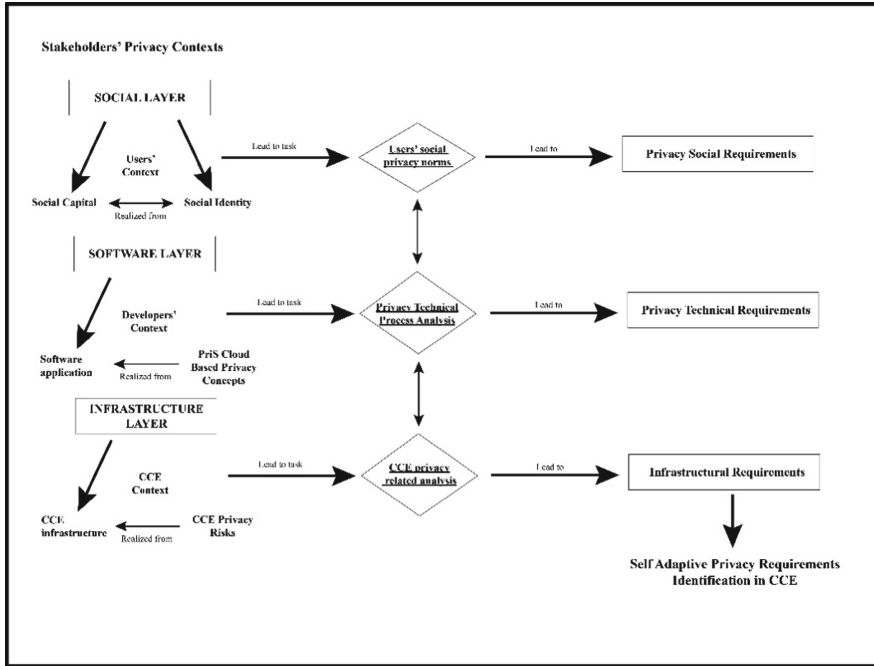 Stakeholders' Privacy Contexts
SOCIAL LAYER
Users'
Context
Lead to task
Users' social
privacy norms
Lead to
Privacy Social Requirements
Social Capital
Realized from
Social Identity
SOFTWARE LAYER
Developers'
Context
Lead to task
Privacy Technical
Process Analysis
Lead to
Privacy Technical Requirements
Software
application
Realized from
PriS Cloud
Based Privacy
Concepts
INFRASTRUCTURE
LAYER
CCE
Context
Lead to task
CCE privacy
related analysis
Lead to
Infrastructural Requirements
CCE
infrastructure
Realized from
CCE Privacy
Risks
Self Adaptive Privacy Requirements
Identification in CCE